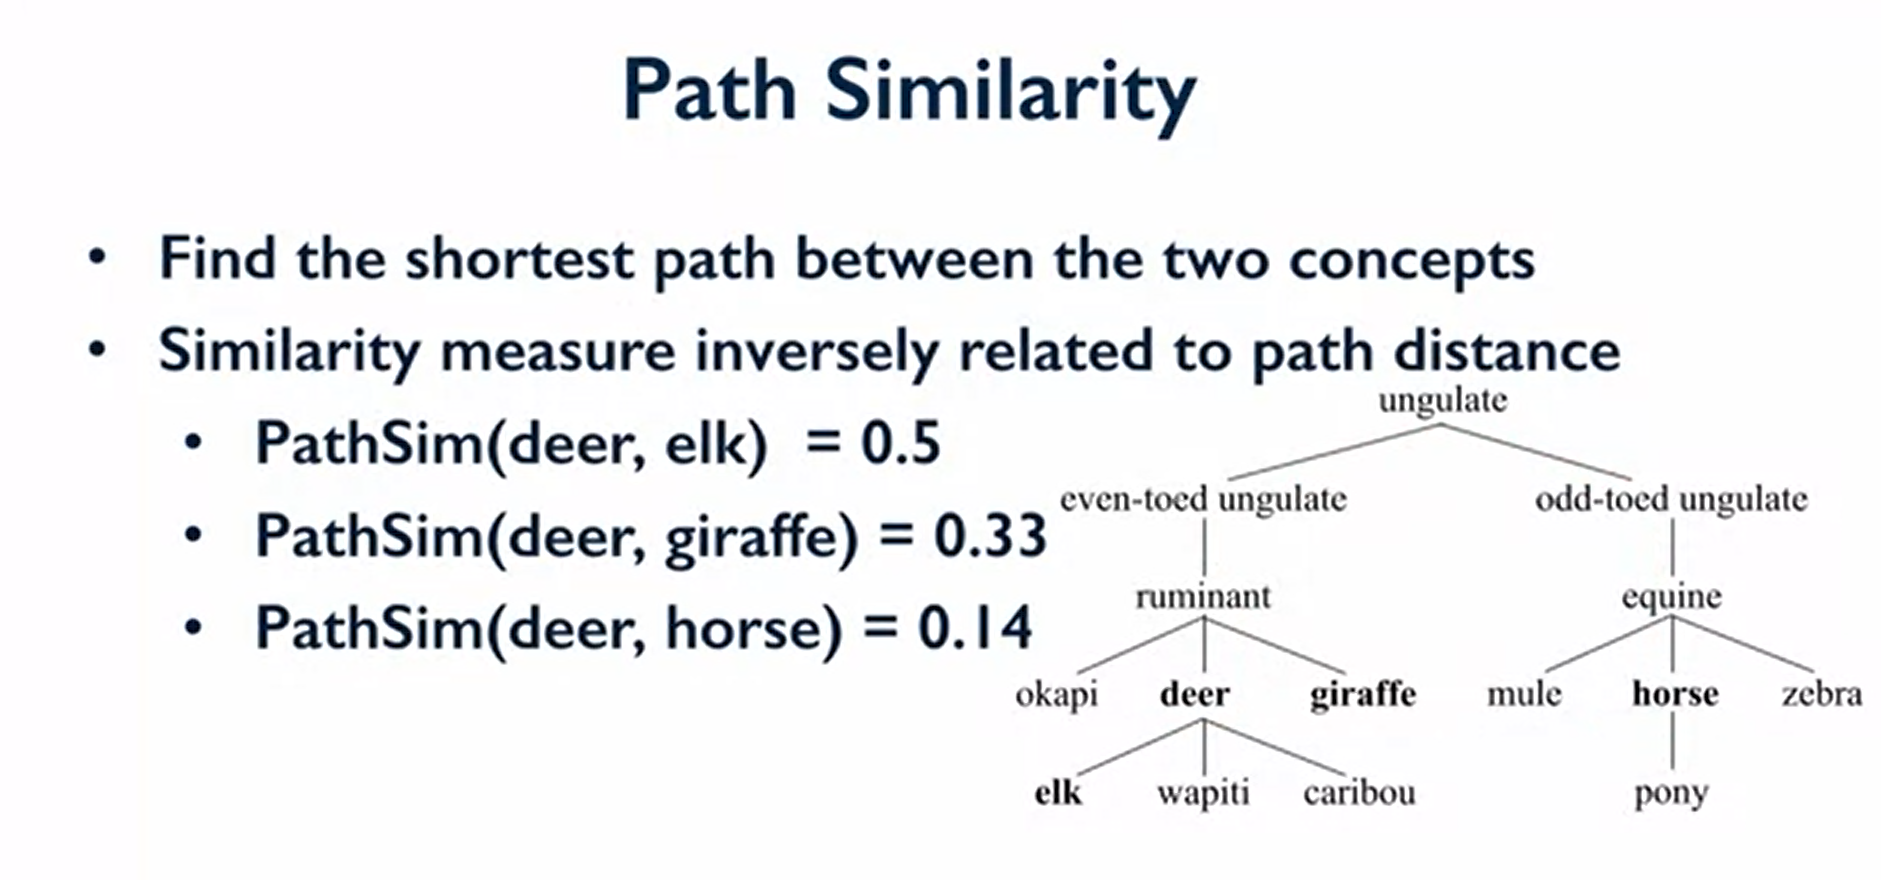 Path Similarity
• Find the shortest path between the two concepts
• Similarity measure inversely related to path distance
• PathSim(deer, elk) = 0.5
• PathSim(deer, giraffe) = 0.33
• PathSim(deer, horse) = 0.14
ungulate
even-toed ungulate odd-toed ungulate
ruminant equine
okapi deer giraffe mule horse zebra
elk wapiti caribou pony